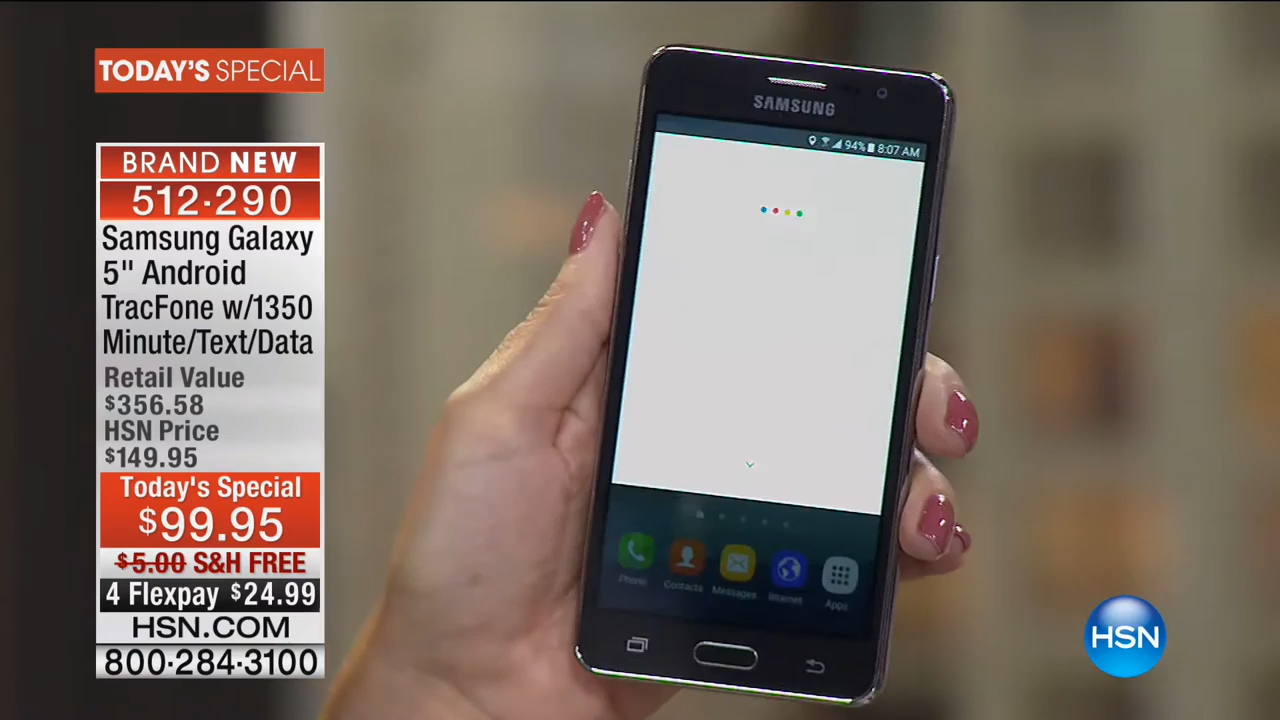 TODAY'S SPECIAL
BRAND NEW
512-290
Samsung Galaxy
5" Android
TracFone w/1350
Minute/Text/Data
Retail Value
$356.58
HSN Price
$149.95
Today's Special
$99.95
$5.00 S&H FREE
4 Flexpay $24.99
HSN.COM
800-284-3100
SAMSUNG
94% 8:07 AM
Phone Contacts Messages Internet Apps
HSN